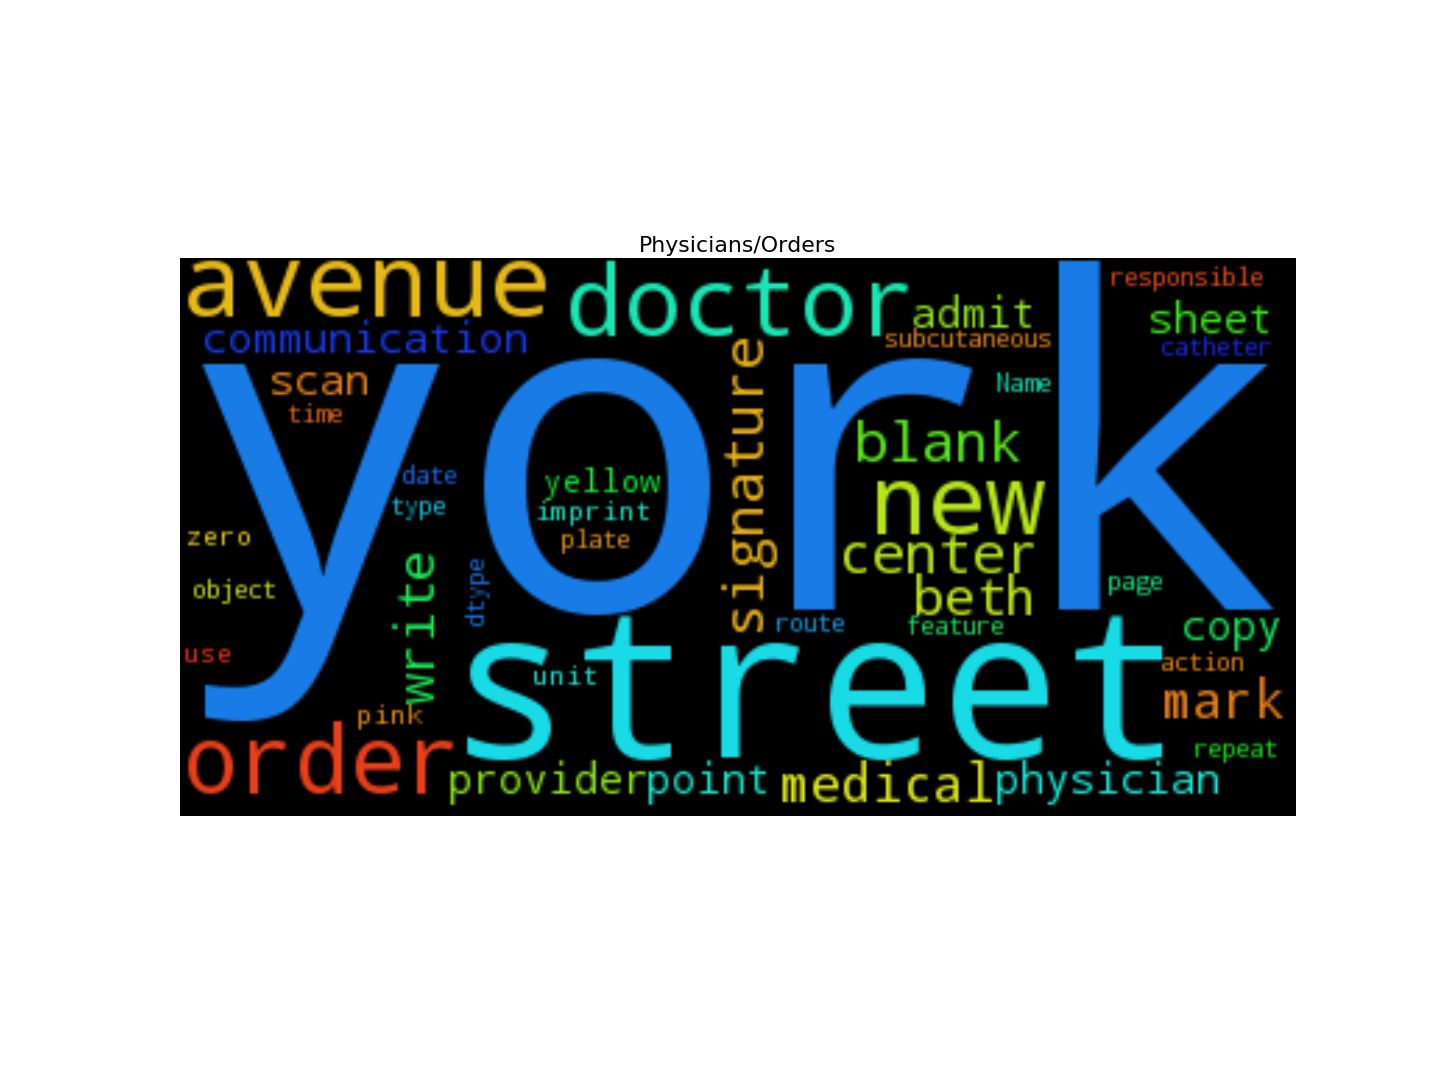 Physicians/Orders
avenue
doctor
responsible
admit
sheet
communication
subcutaneous
catheter
york
scan
time
signature
Name
blank
date
type
yellow
imprint
plate
new
center
beth
zero
object
write
dtype
page
route
feature
copy
use
street
unit
action
mark
pink
order
repeat
provider
point
medical
physician